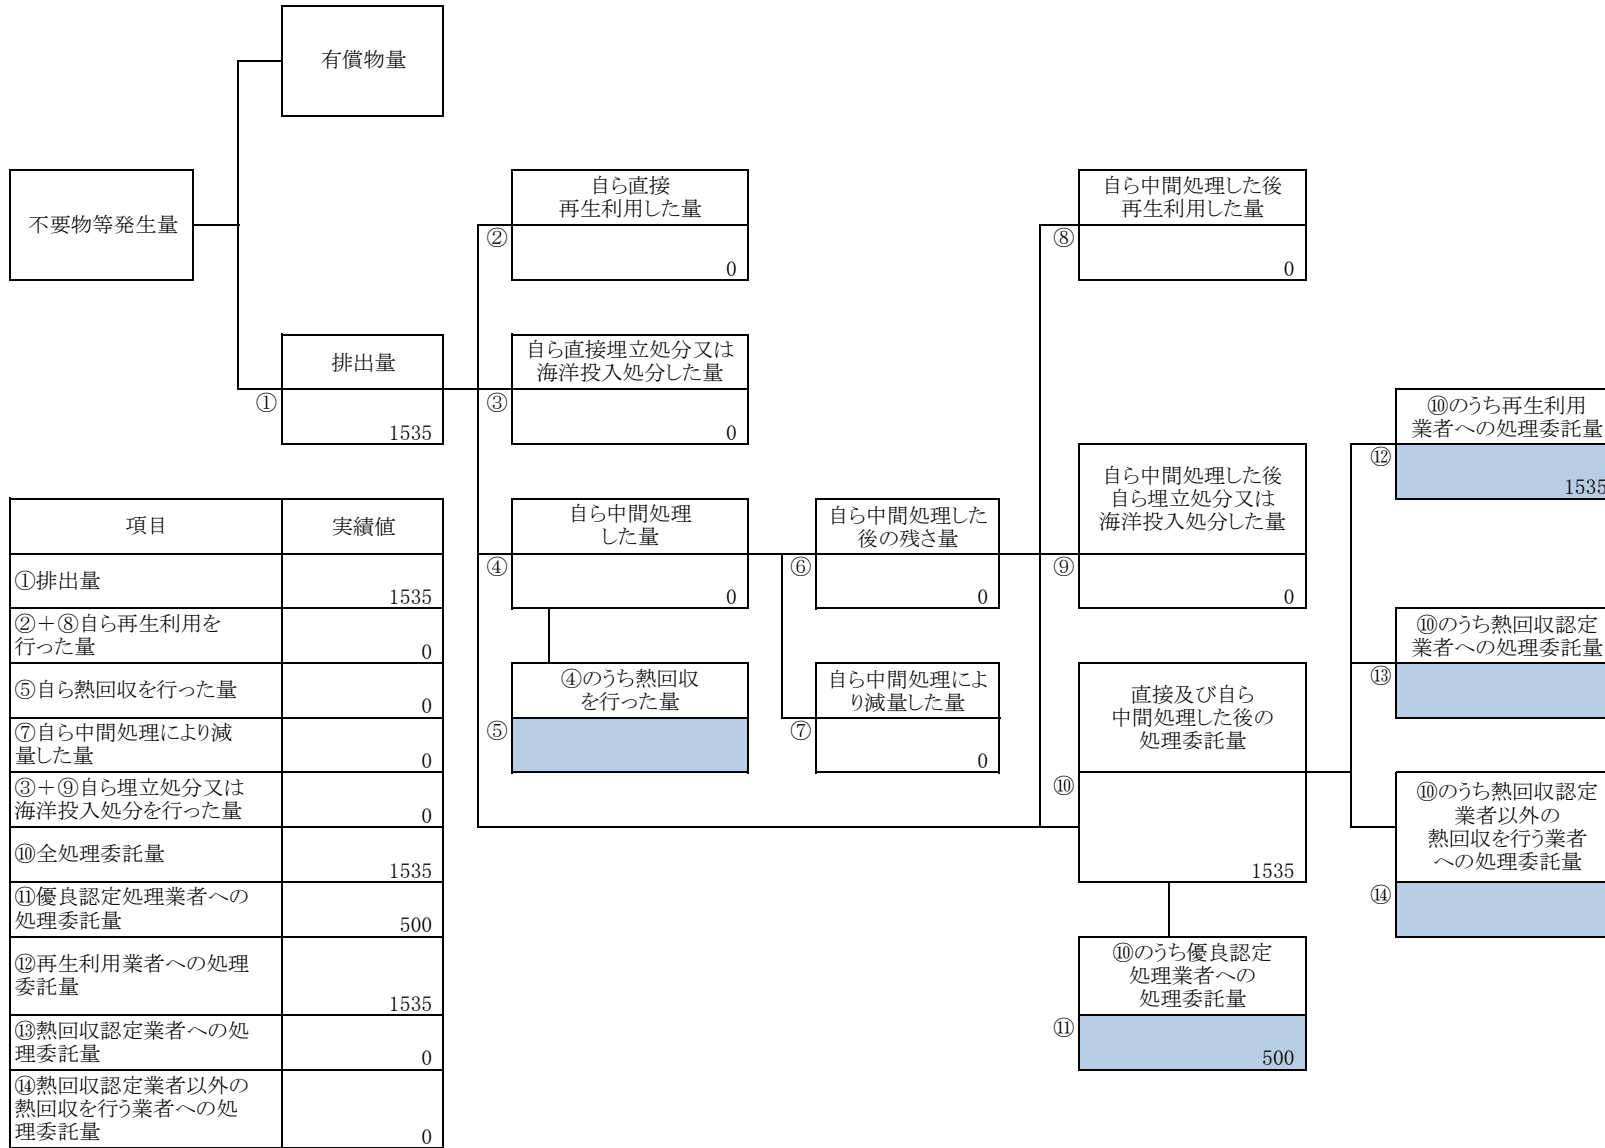 有償物量
不要物等発生量
自ら直接
再生利用した量
②
0
自ら中間処理した後
再生利用した量
⑧
0
排出量
①
1535
自ら直接埋立処分又は
海洋投入処分した量
③
0
⑩のうち再生利用
業者への処理委託量
⑫
1535
自ら中間処理
した量
④
0
自ら中間処理した
後の残さ量
⑥
0
自ら中間処理した後
自ら埋立処分又は
海洋投入処分した量
⑨
0
⑩のうち熱回収認定
業者への処理委託量
⑬
④のうち熱回収
を行った量
⑤
自ら中間処理によ
り減量した量
⑦
0
直接及び自ら
中間処理した後の
処理委託量
⑩
1535
⑩のうち熱回収認定
業者以外の
熱回収を行う業者
への処理委託量
⑭
⑩のうち優良認定
処理業者への
処理委託量
⑪
500
項目 実績値
①排出量
1535
②＋⑧自ら再生利用を
行った量
0
⑤自ら熱回収を行った量
0
⑦自ら中間処理により減
量した量
0
③＋⑨自ら埋立処分又は
海洋投入処分を行った量
0
⑩全処理委託量
1535
⑪優良認定処理業者への
処理委託量
500
⑫再生利用業者への処理
委託量
1535
⑬熱回収認定業者への処
理委託量
0
⑭熱回収認定業者以外の
熱回収を行う業者への処
理委託量
0